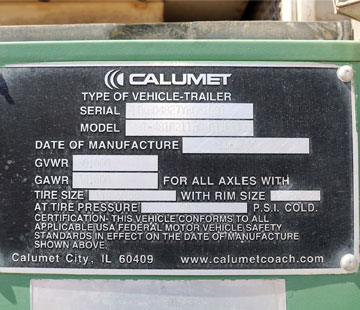 CALUMET
TYPE OF VEHICLE-TRAILER
SERIAL
MODEL
DATE OF MANUFACTURE
GVWR
GAWR FOR ALL AXLES WITH
TIRE SIZE WITH RIM SIZE
AT TIRE PRESSURE P.S.I. COLD.
CERTIFICATION- THIS VEHICLE CONFORMS TO ALL
APPLICABLE USA FEDERAL MOTOR VEHICLE SAFETY
STANDARDS IN EFFECT ON THE DATE OF MANUFACTURE
SHOWN ABOVE.
Calumet City, IL 60409 www.calumetcoach.com